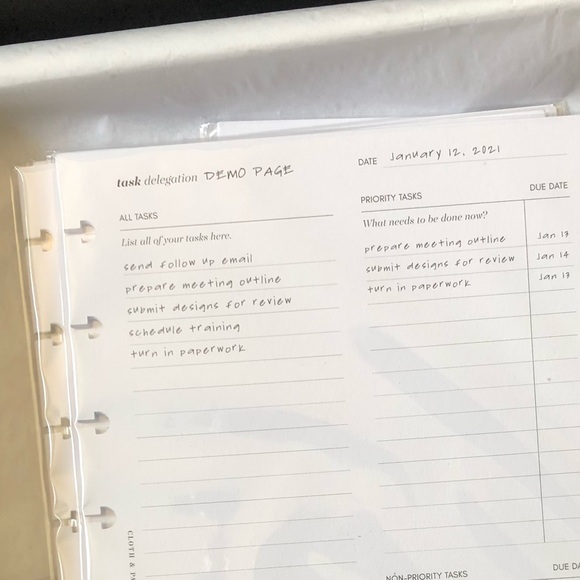 task delegation DEMO PAGE
DATE January 12, 2021
ALL TASKS
List all of your tasks here.
send follow up email
prepare meeting outline
submit designs for review
schedule training
turn in paperwork
PRIORITY TASKS DUE DATE
What needs to be done now?
prepare meeting outline Jan 13
submit designs for review Jan 14
turn in paperwork Jan 13
CLOTH &
NON-PRIORITY TASKS DUE